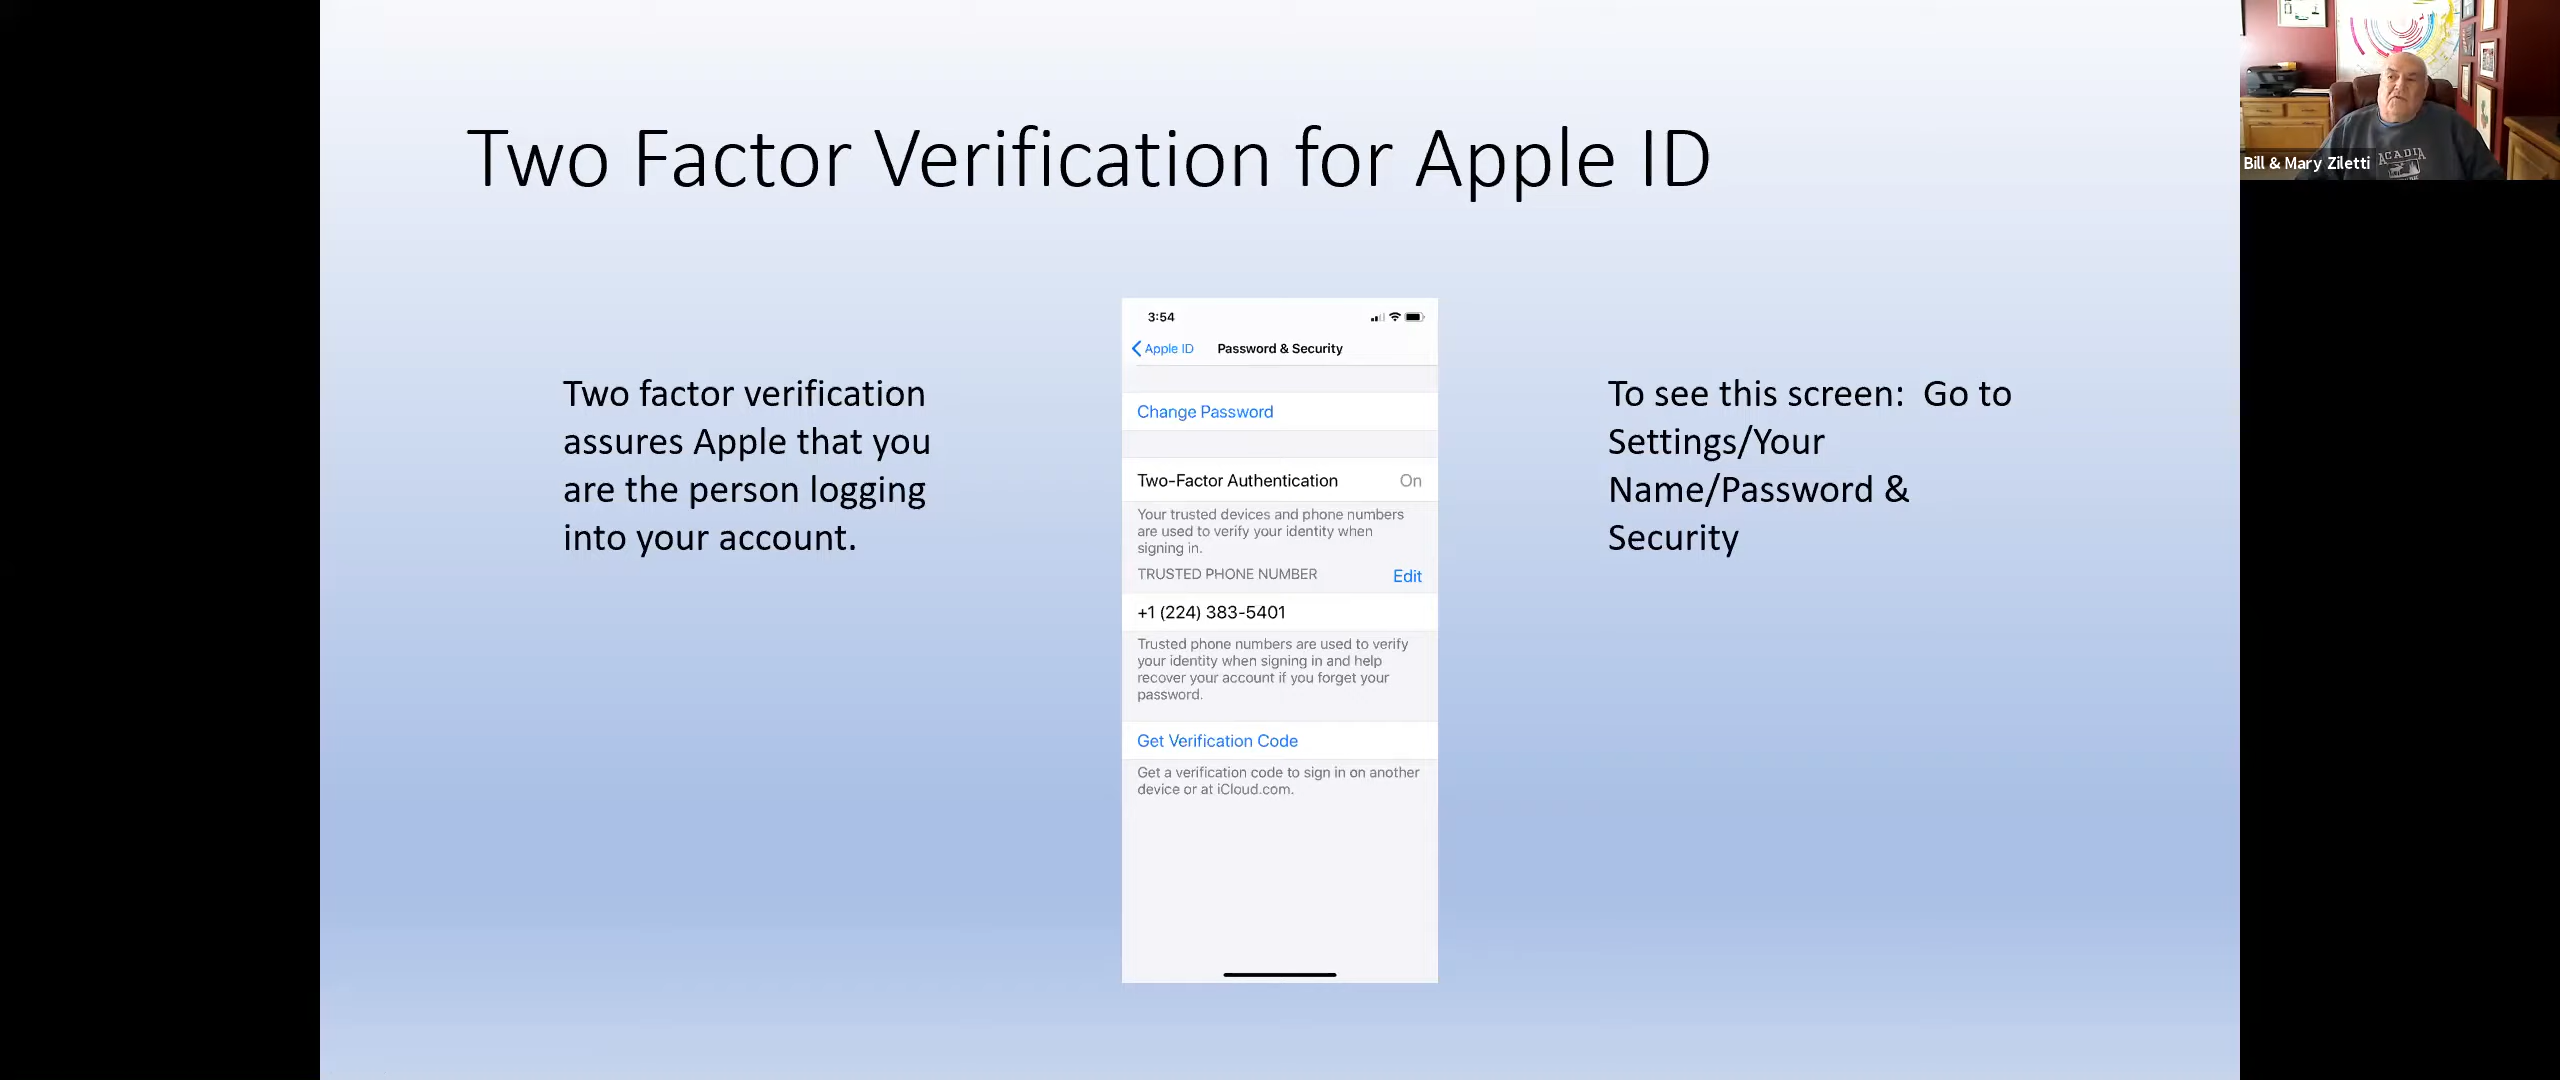 Two Factor Verification for Apple ID
Bill & Mary Ziletti
ACADIA
Two factor verification
assures Apple that you
are the person logging
into your account.
3:54
Apple ID
Password & Security
Change Password
Two-Factor Authentication On
Your trusted devices and phone numbers
are used to verify your identity when
signing in.
TRUSTED PHONE NUMBER Edit
+1 (224) 383-5401
Trusted phone numbers are used to verify
your identity when signing in and help
recover your account if you forget your
password.
Get Verification Code
Get a verification code to sign in on another
device or at iCloud.com.
To see this screen:  Go to
Settings/Your
Name/Password &
Security